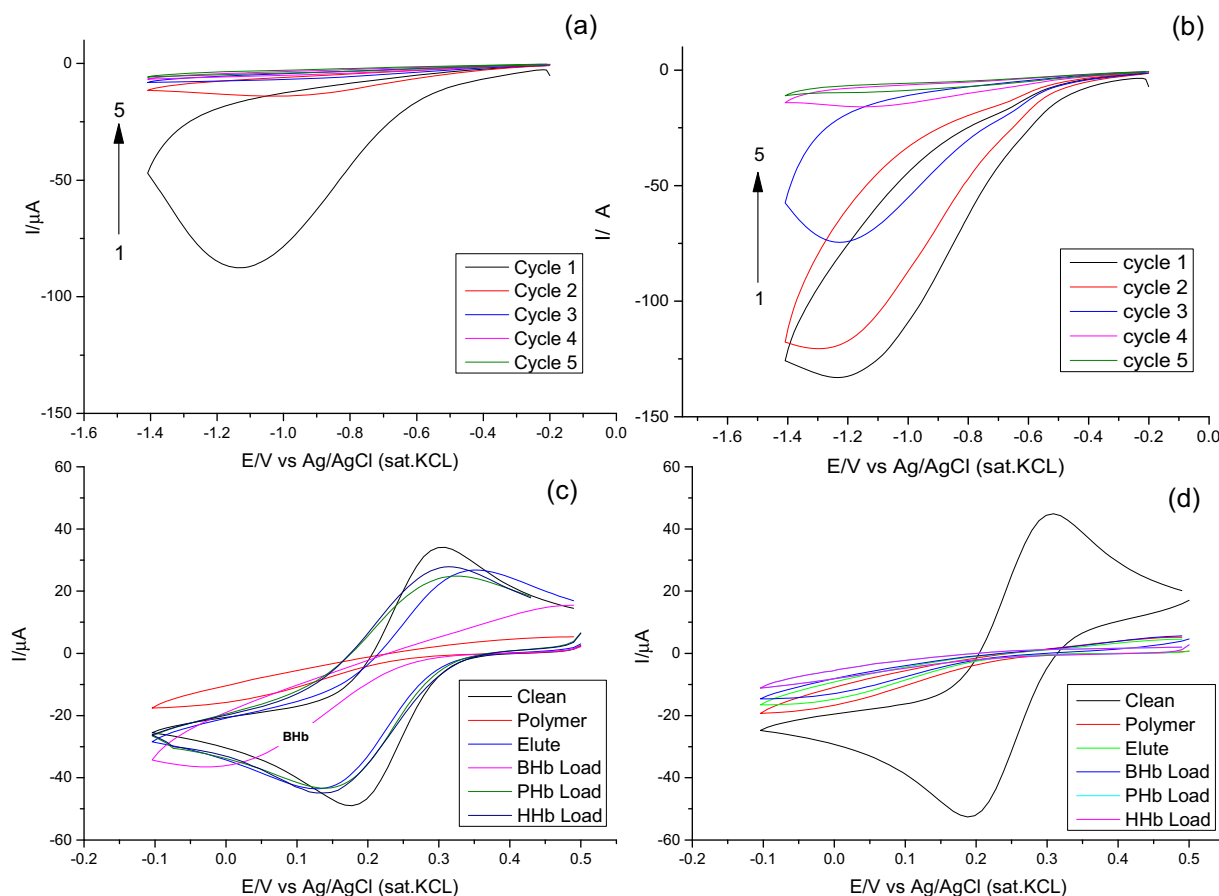 (a)
0
-50
-100
-150
I/μA
5
1
Cycle 1
Cycle 2
Cycle 3
Cycle 4
Cycle 5
-1.6 -1.4 -1.2 -1.0 -0.8 -0.6 -0.4 -0.2 0.0
E/V vs Ag/AgCl (sat.KCL)
(b)
0
-50
-100
-150
I/ A
5
1
cycle 1
cycle 2
cycle 3
cycle 4
cycle 5
-1.6 -1.4 -1.2 -1.0 -0.8 -0.6 -0.4 -0.2 0.0
E/V vs Ag/AgCl (sat.KCL)
(c)
60
40
20
0
-20
-40
-60
I/μA
BHb
Clean
Polymer
Elute
BHb Load
PHb Load
HHb Load
-0.2 -0.1 0.0 0.1 0.2 0.3 0.4 0.5
E/V vs Ag/AgCl (sat.KCL)
(d)
60
40
20
0
-20
-40
-60
I/μA
Clean
Polymer
Elute
BHb Load
PHb Load
HHb Load
-0.2 -0.1 0.0 0.1 0.2 0.3 0.4 0.5
E/V vs Ag/AgCl (sat.KCL)